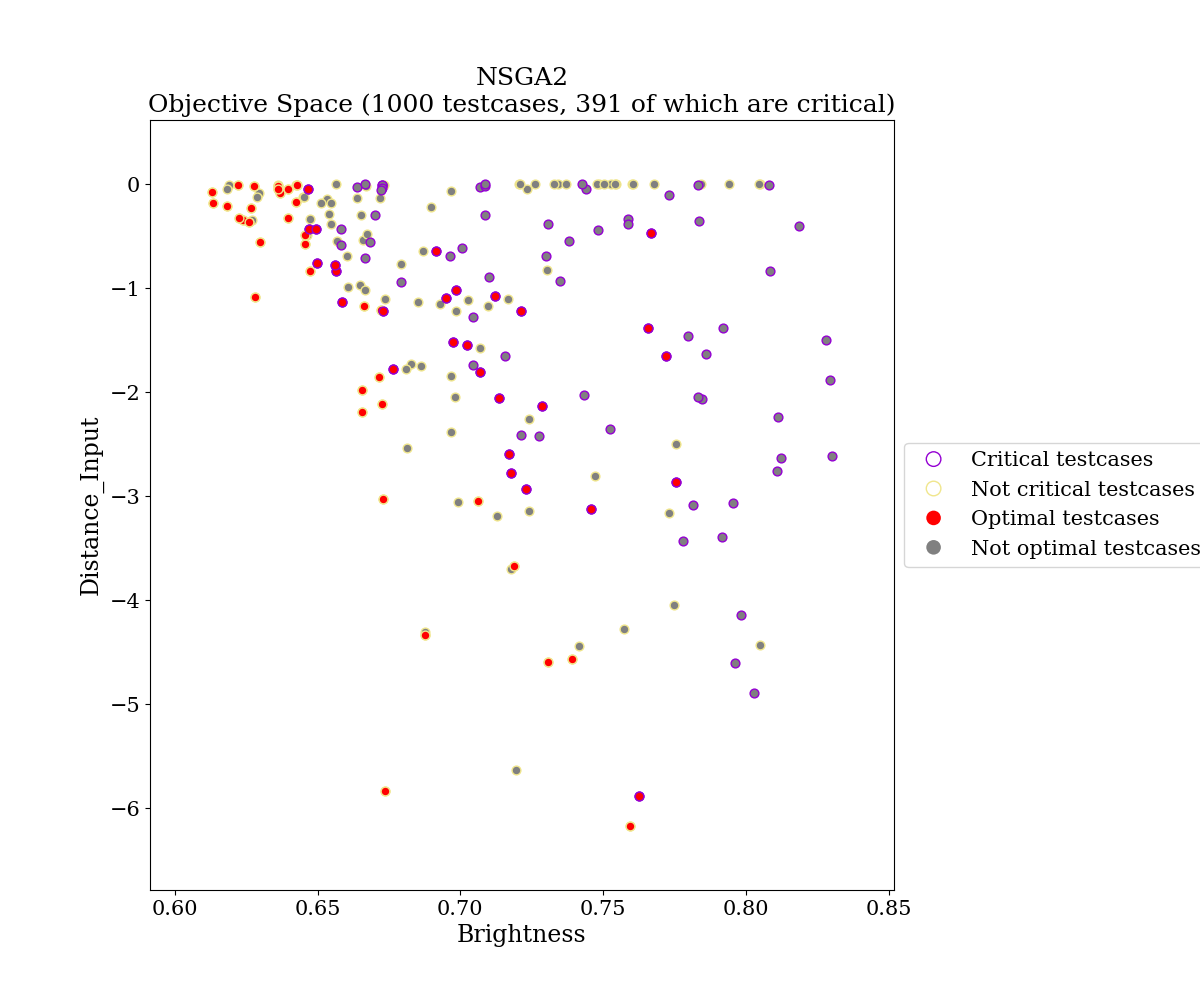 NSGA2
Objective Space (1000 testcases, 391 of which are critical)
0
−1
−2
−3
−4
−5
−6
Distance_Input
0.60
0.65
0.70
0.75
0.80
0.85
Brightness
Critical testcases
Not critical testcases
Optimal testcases
Not optimal testcases